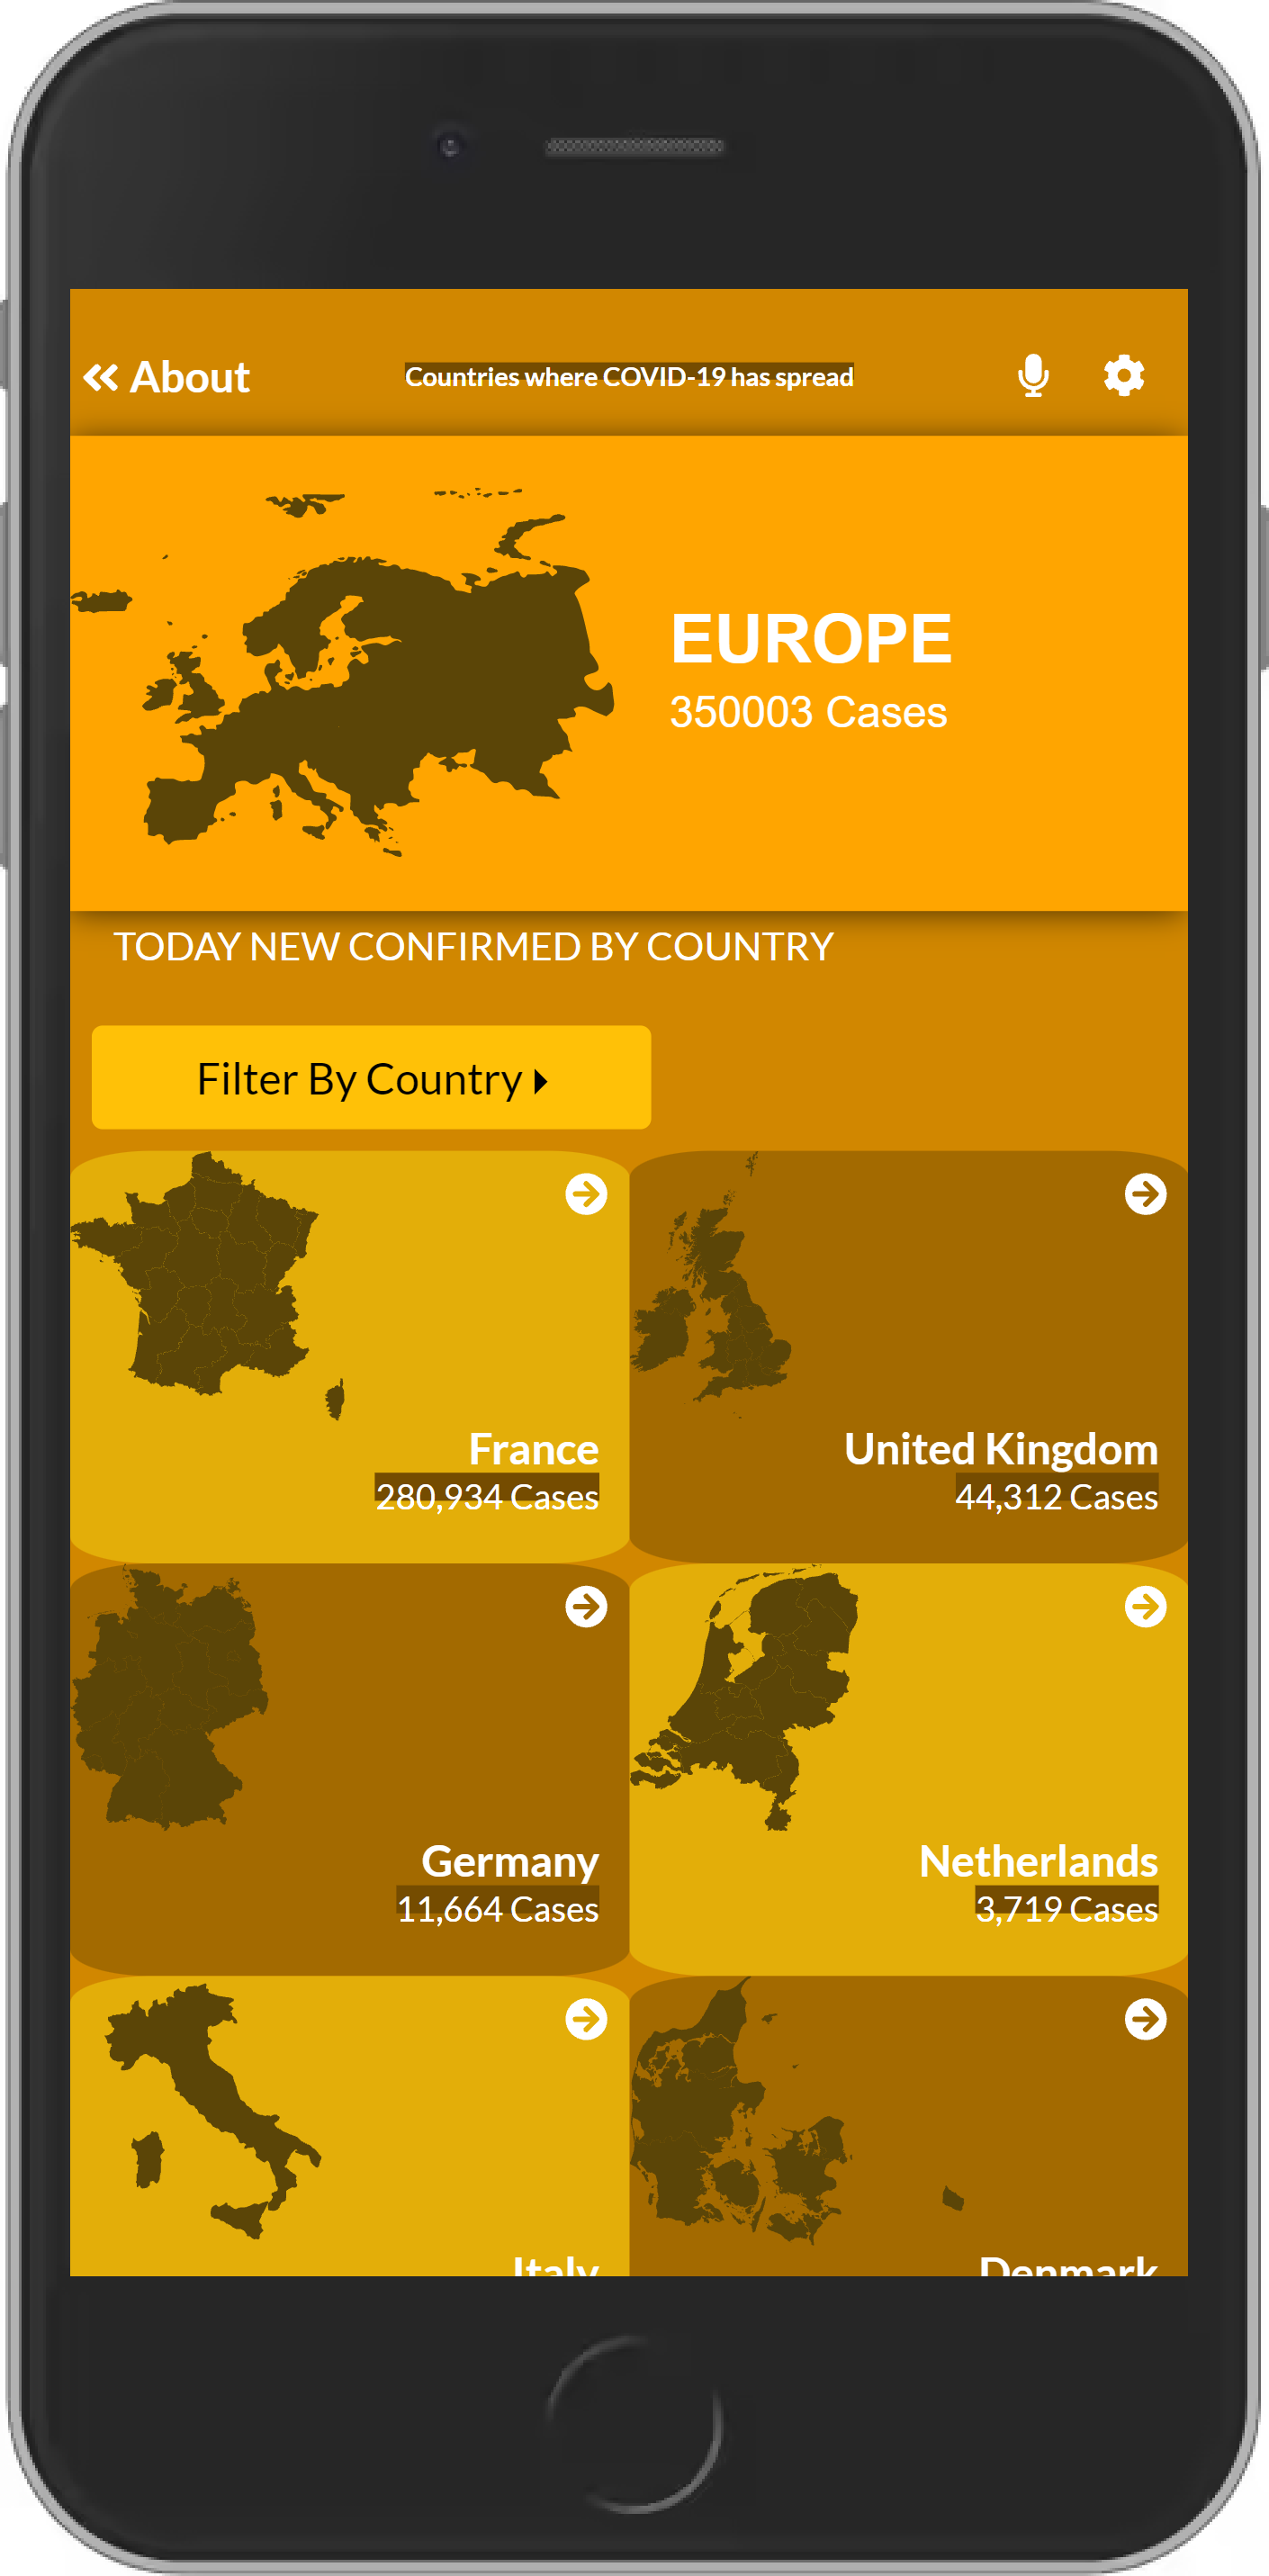 About
Countries where COVID-19 has spread
EUROPE
350003 Cases
TODAY NEW CONFIRMED BY COUNTRY
Filter By Country
France
280,934 Cases
United Kingdom
44,312 Cases
Germany
11,664 Cases
Netherlands
3,719 Cases
Italy
Denmark